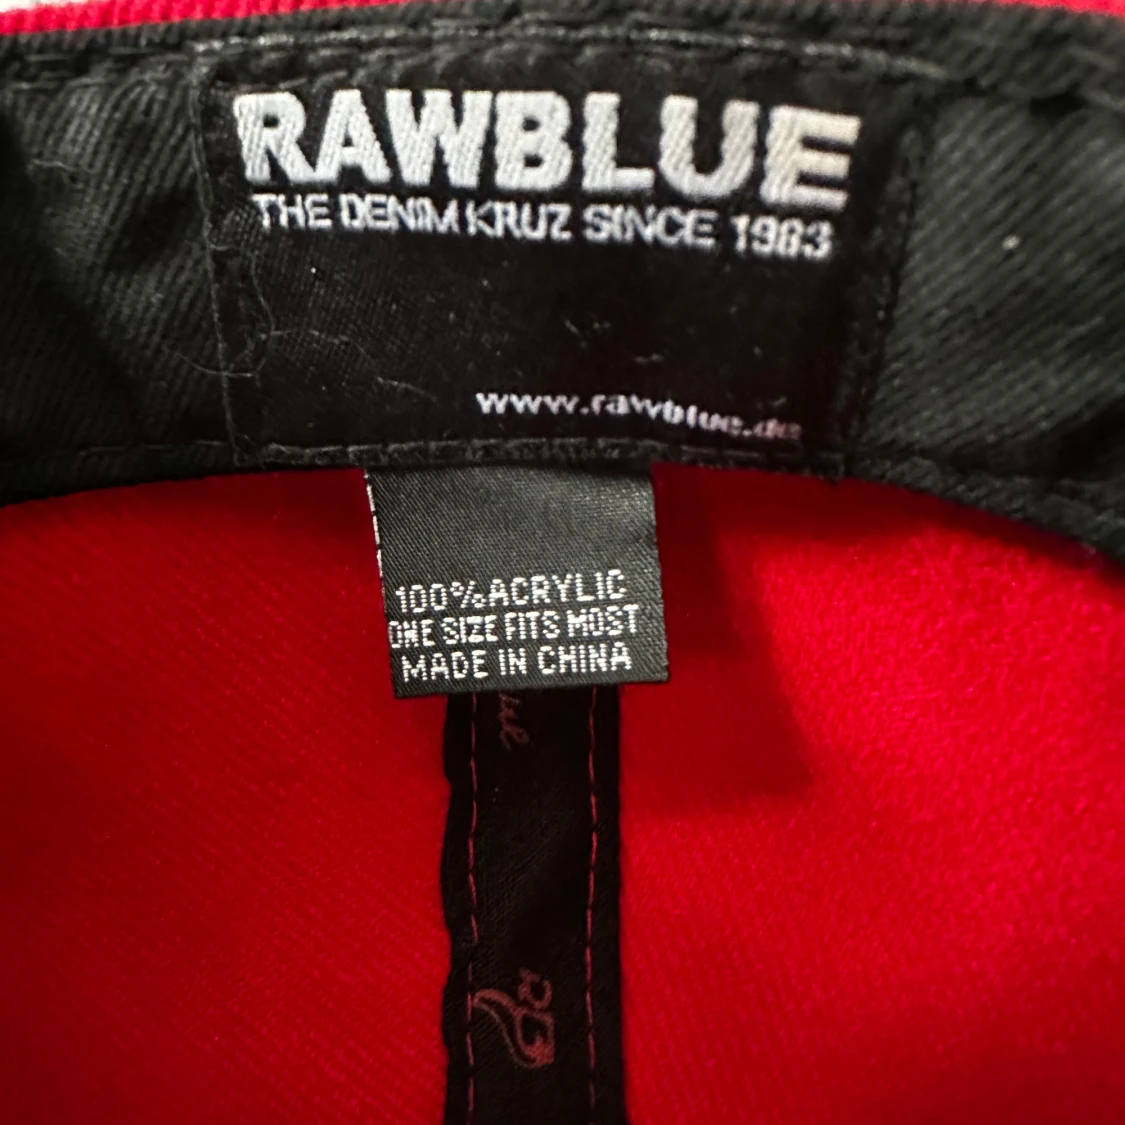 RAWBLUE
THE DENIM KRUZ SINCE 1983
www.rawblue.de
100%ACRYLIC
ONE SIZE FITS MOST
MADE IN CHINA